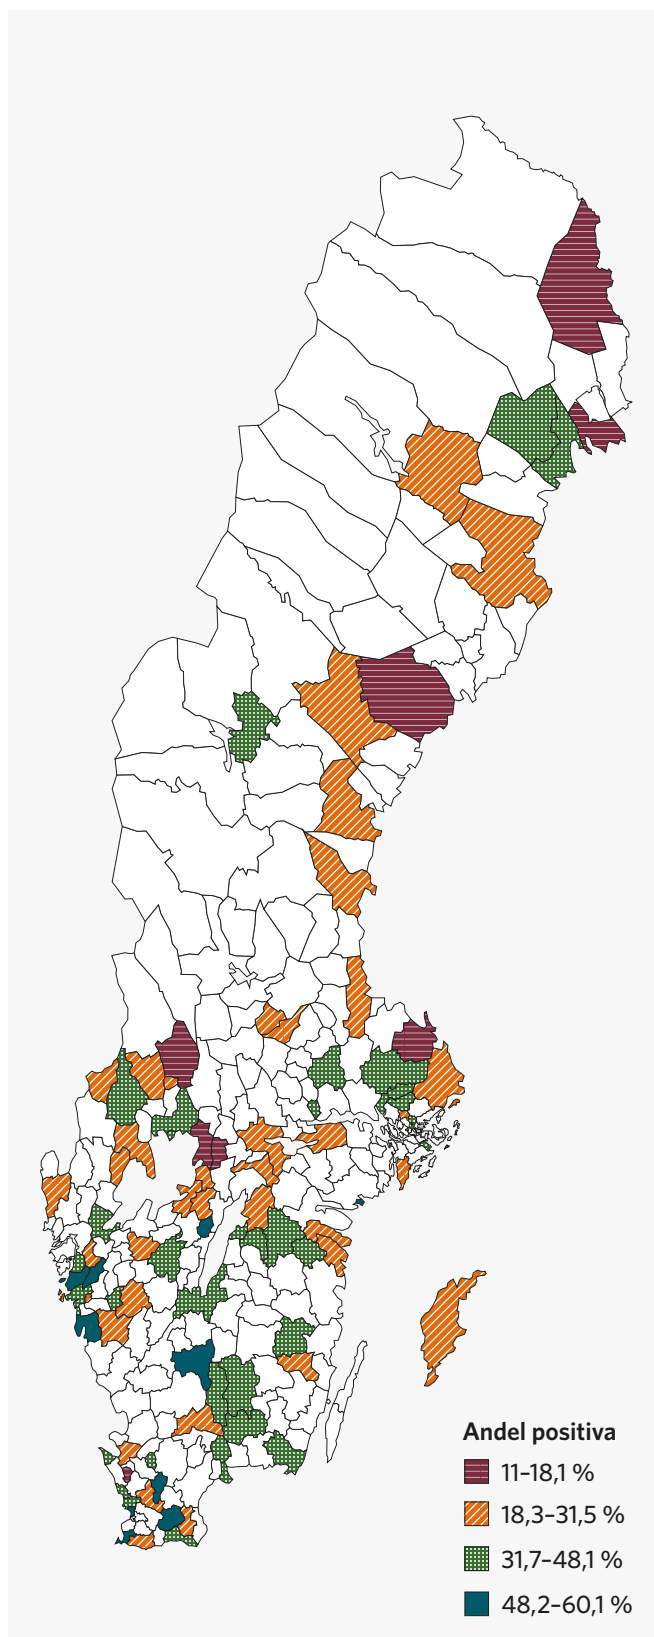 Andel positiva
11–18,1 %
18,3–31,5 %
31,7–48,1 %
48,2–60,1 %